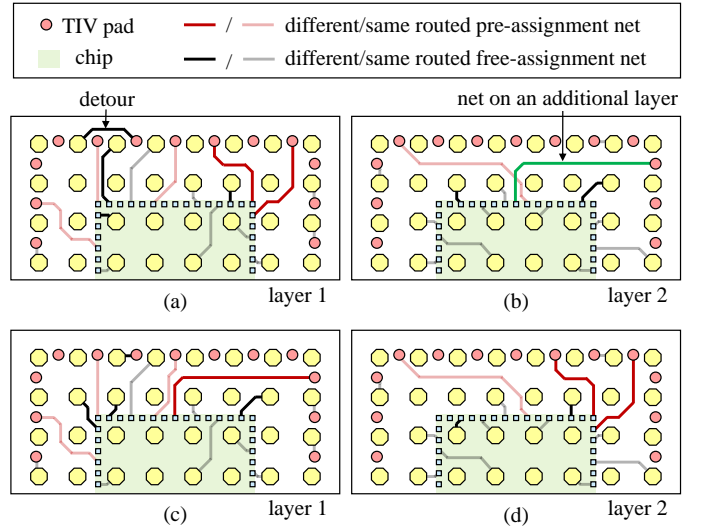 TIV pad / different/same routed pre-assignment net
chip / different/same routed free-assignment net
detour net on an additional layer
(a) layer 1 (b) layer 2
(c) layer 1 (d) layer 2